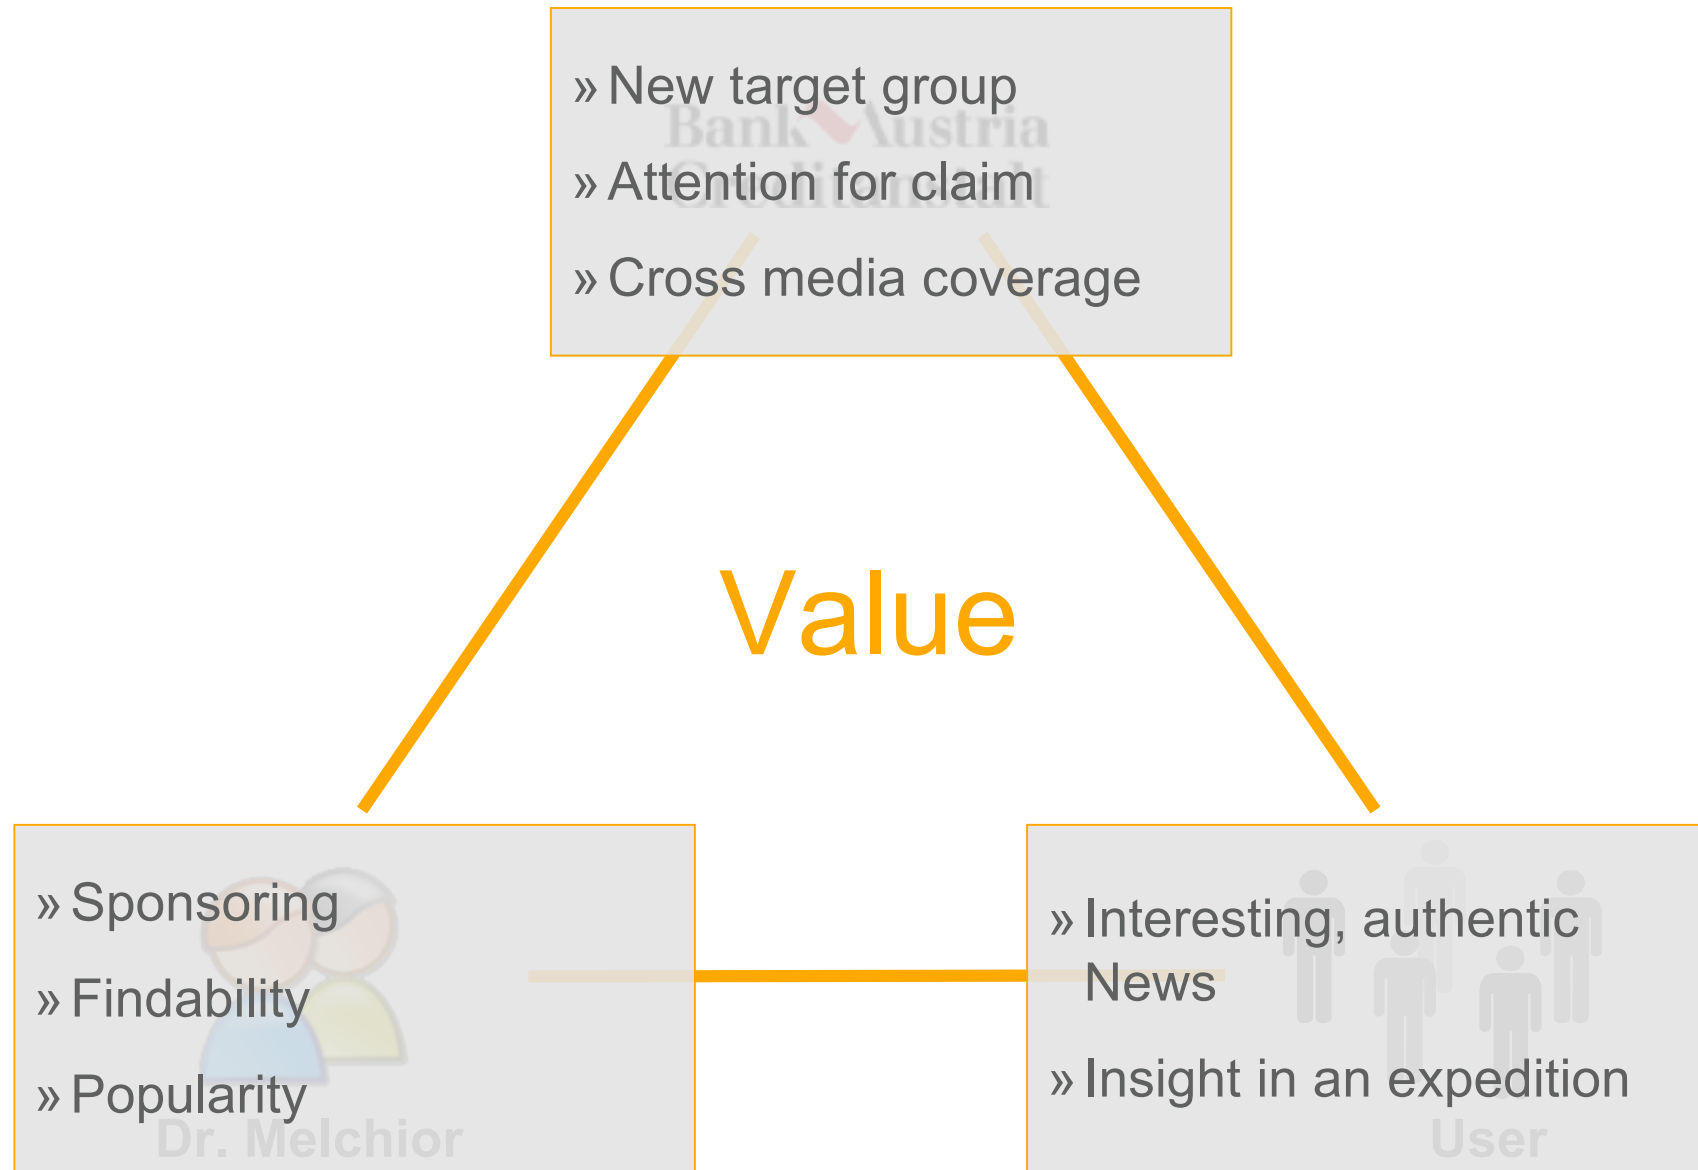 » New target group
Bank Austria
» Attention for claim
Creditanstalt
» Cross media coverage
Value
» Sponsoring
» Findability
» Popularity
Dr. Melchior
» Interesting, authentic
News
» Insight in an expedition
User